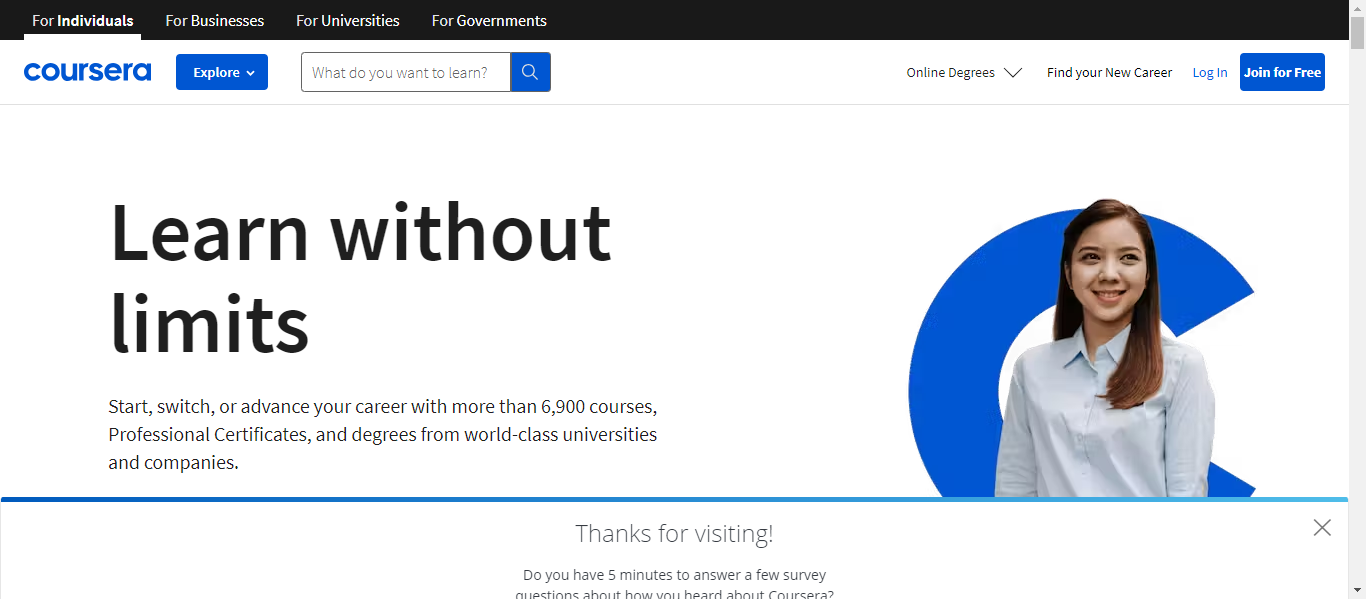 For Individuals For Businesses For Universities For Governments
coursera Explore What do you want to learn? Online Degrees Find your New Career Log In Join for Free
Learn without
limits
Start, switch, or advance your career with more than 6,900 courses,
Professional Certificates, and degrees from world-class universities
and companies.
Thanks for visiting!
Do you have 5 minutes to answer a few survey
questions about how you heard about Coursera?